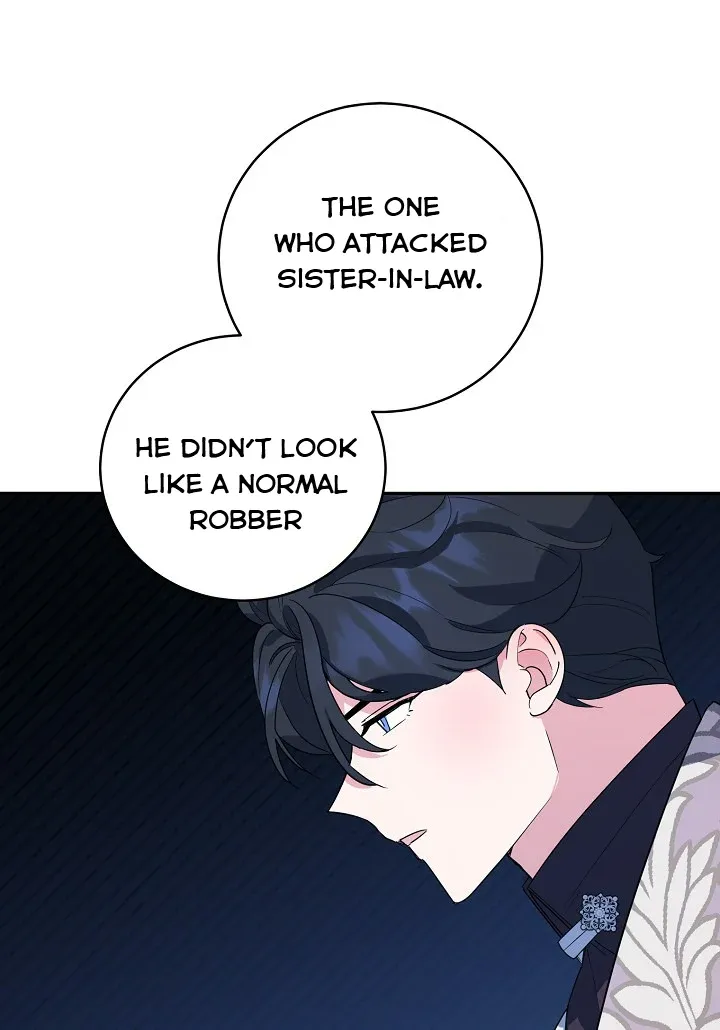 THE ONE
WHO ATTACKED
SISTER-IN-LAW.
HE DIDN'T LOOK
LIKE A NORMAL
ROBBER